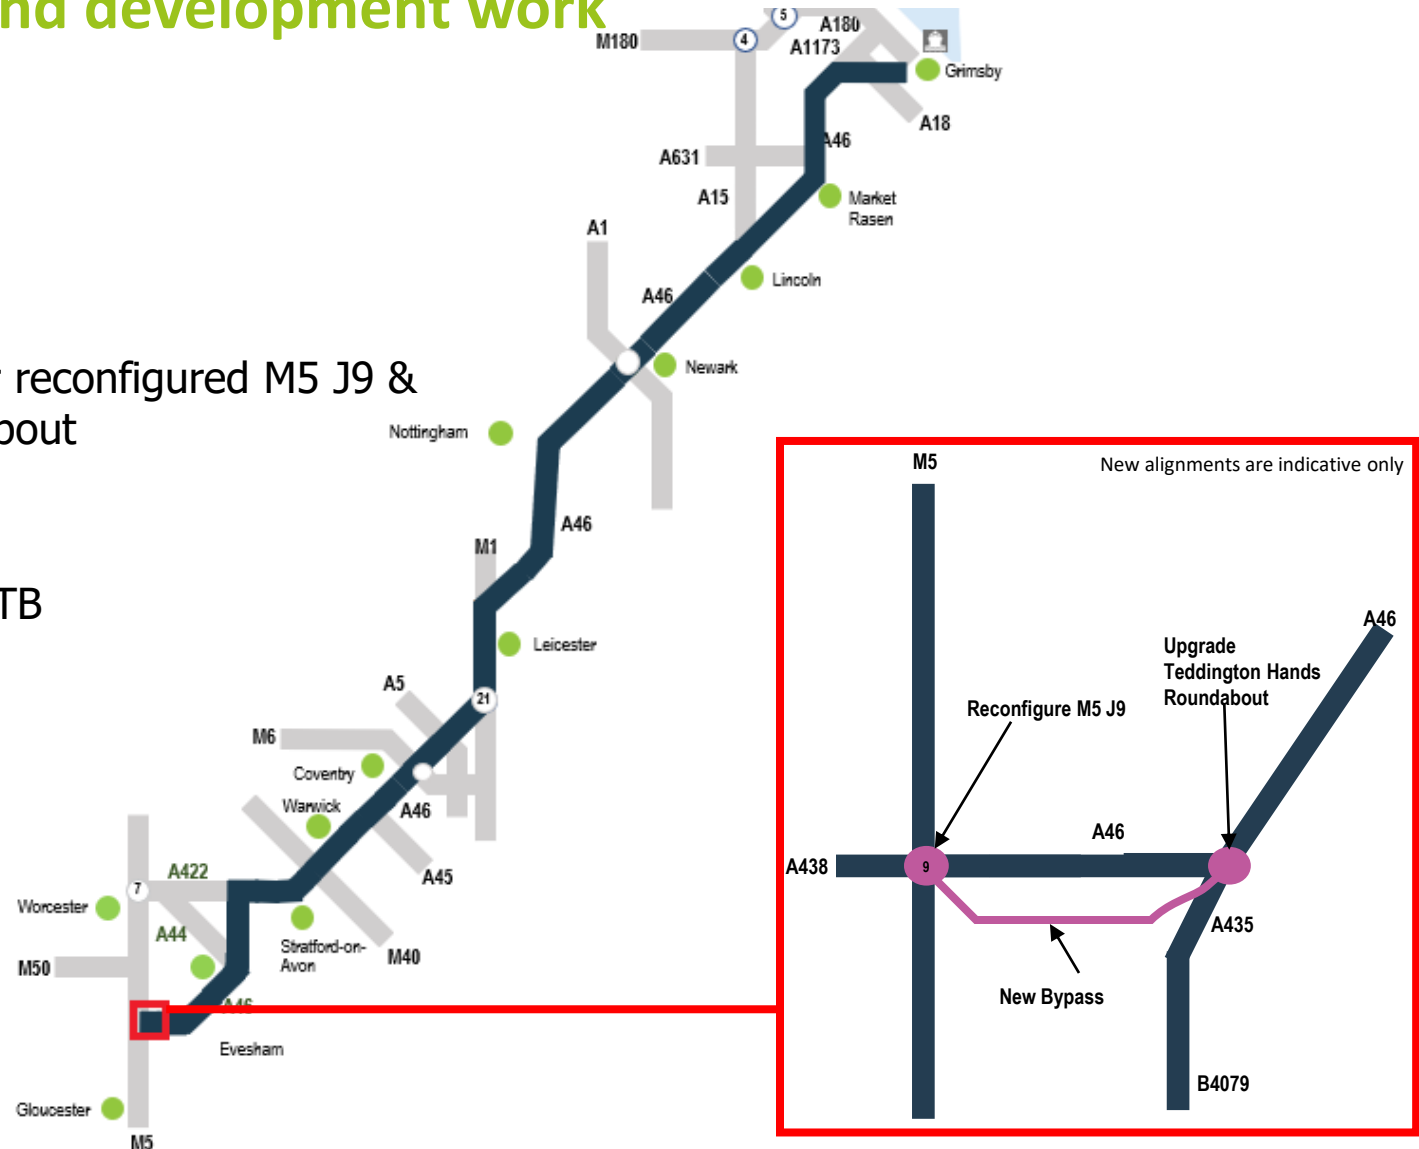 nd development work
M180
4
5
A180
A1173
Grimsby
A18
A46
A631
A15
Market
Rasen
A1
Lincoln
A46
Newark
r reconfigured M5 J9 &
bout
Nottingham
A46
M1
TB
Leicester
A5
21
M6
Coventry
Warwick
A46
A45
A422
7
Worcester
A44
Stratford-on-
Avon
M40
M50
A46
Evesham
Gloucester
M5
M5
New alignments are indicative only
A46
Upgrade
Teddington Hands
Roundabout
Reconfigure M5 J9
A46
A438
9
A435
New Bypass
B4079